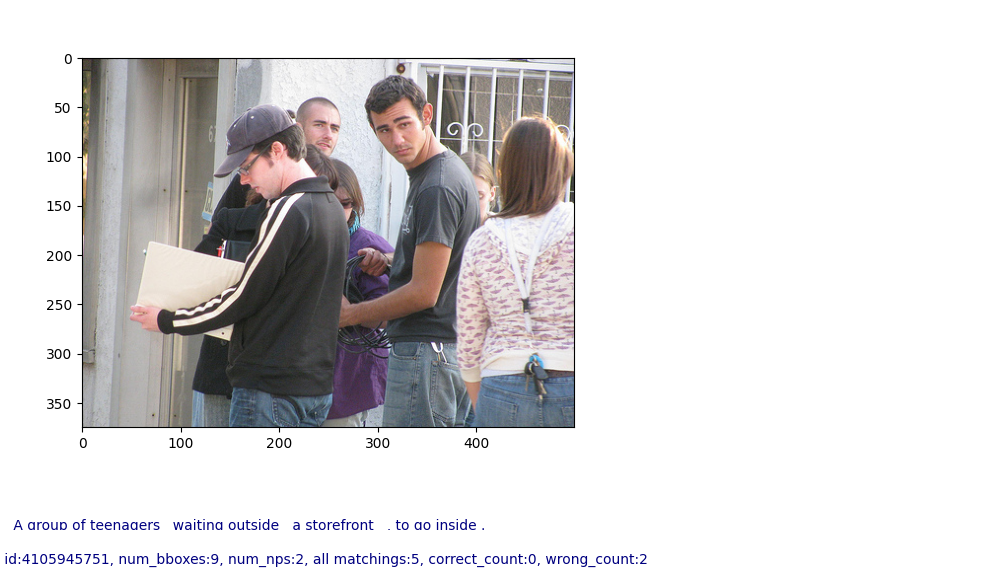 0
50
100
150
200
250
300
350
0 100 200 300 400
A group of teenagers waiting outside a storefront . to go inside .
id:4105945751, num_bboxes:9, num_nps:2, all matchings:5, correct_count:0, wrong_count:2